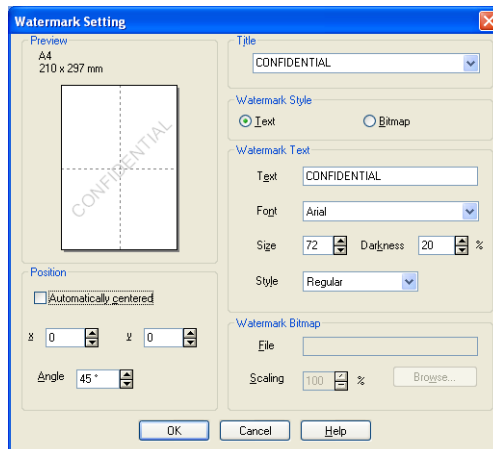 Watermark Setting
Preview
A4
210 x 297 mm
CONFIDENTIAL
Position
Automatically centered
x 0 y 0
Angle 45 °
Title
CONFIDENTIAL
Watermark Style
Text Bitmap
Watermark Text
Text CONFIDENTIAL
Font Arial
Size 72 Darkness 20 %
Style Regular
Watermark Bitmap
File
Scaling 100 % Browse...
OK Cancel Help